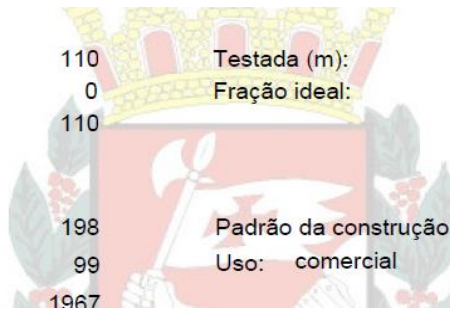 110 Testada (m):
0 Fração ideal:
110
198 Padrão da construção
99 Uso: comercial
1967